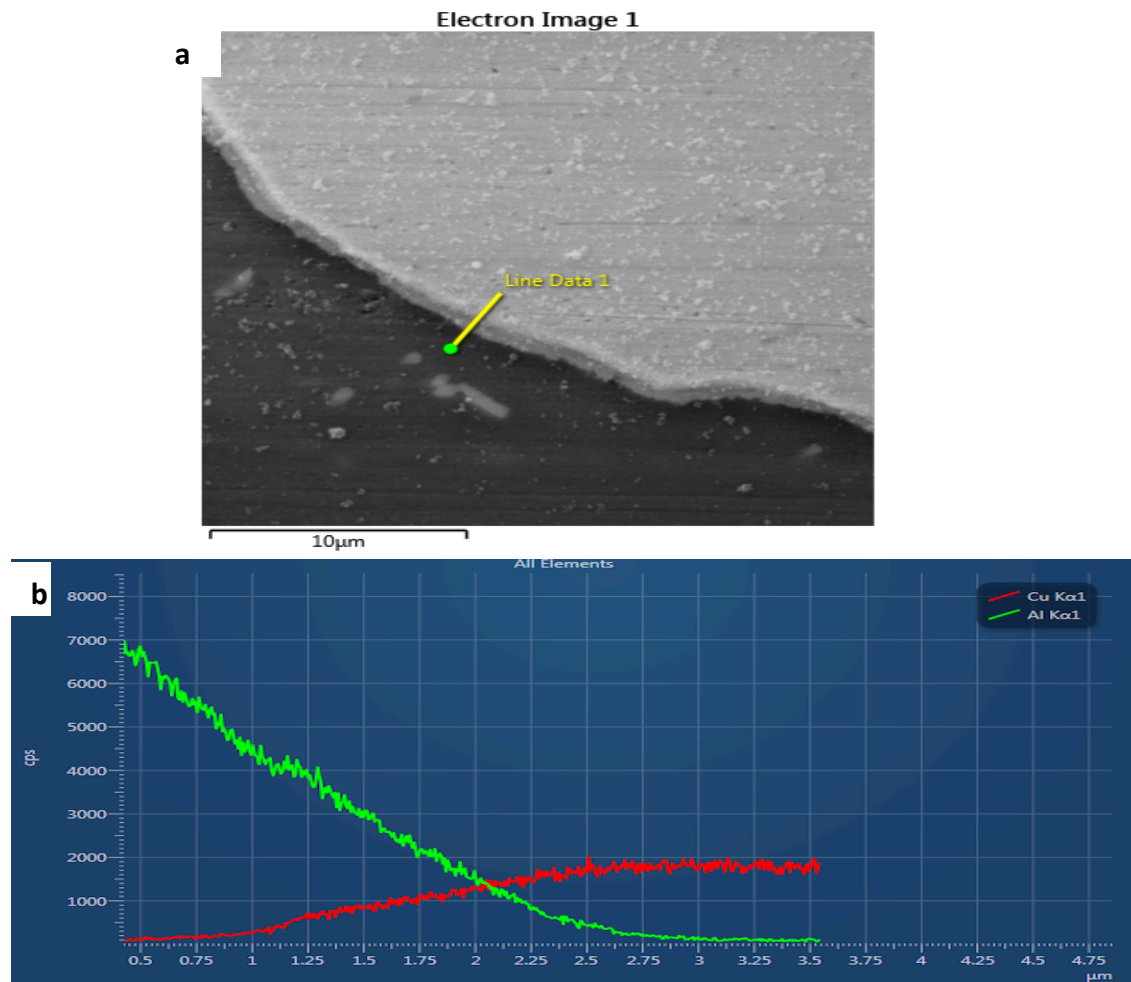 Electron Image 1
a
Line Data 1
10µm
b
All Elements
Cu Kα1
Al Kα1
8000
7000
6000
5000
4000
3000
2000
1000
cps
0.5 0.75 1 1.25 1.5 1.75 2 2.25 2.5 2.75 3 3.25 3.5 3.75 4 4.25 4.5 4.75
µm